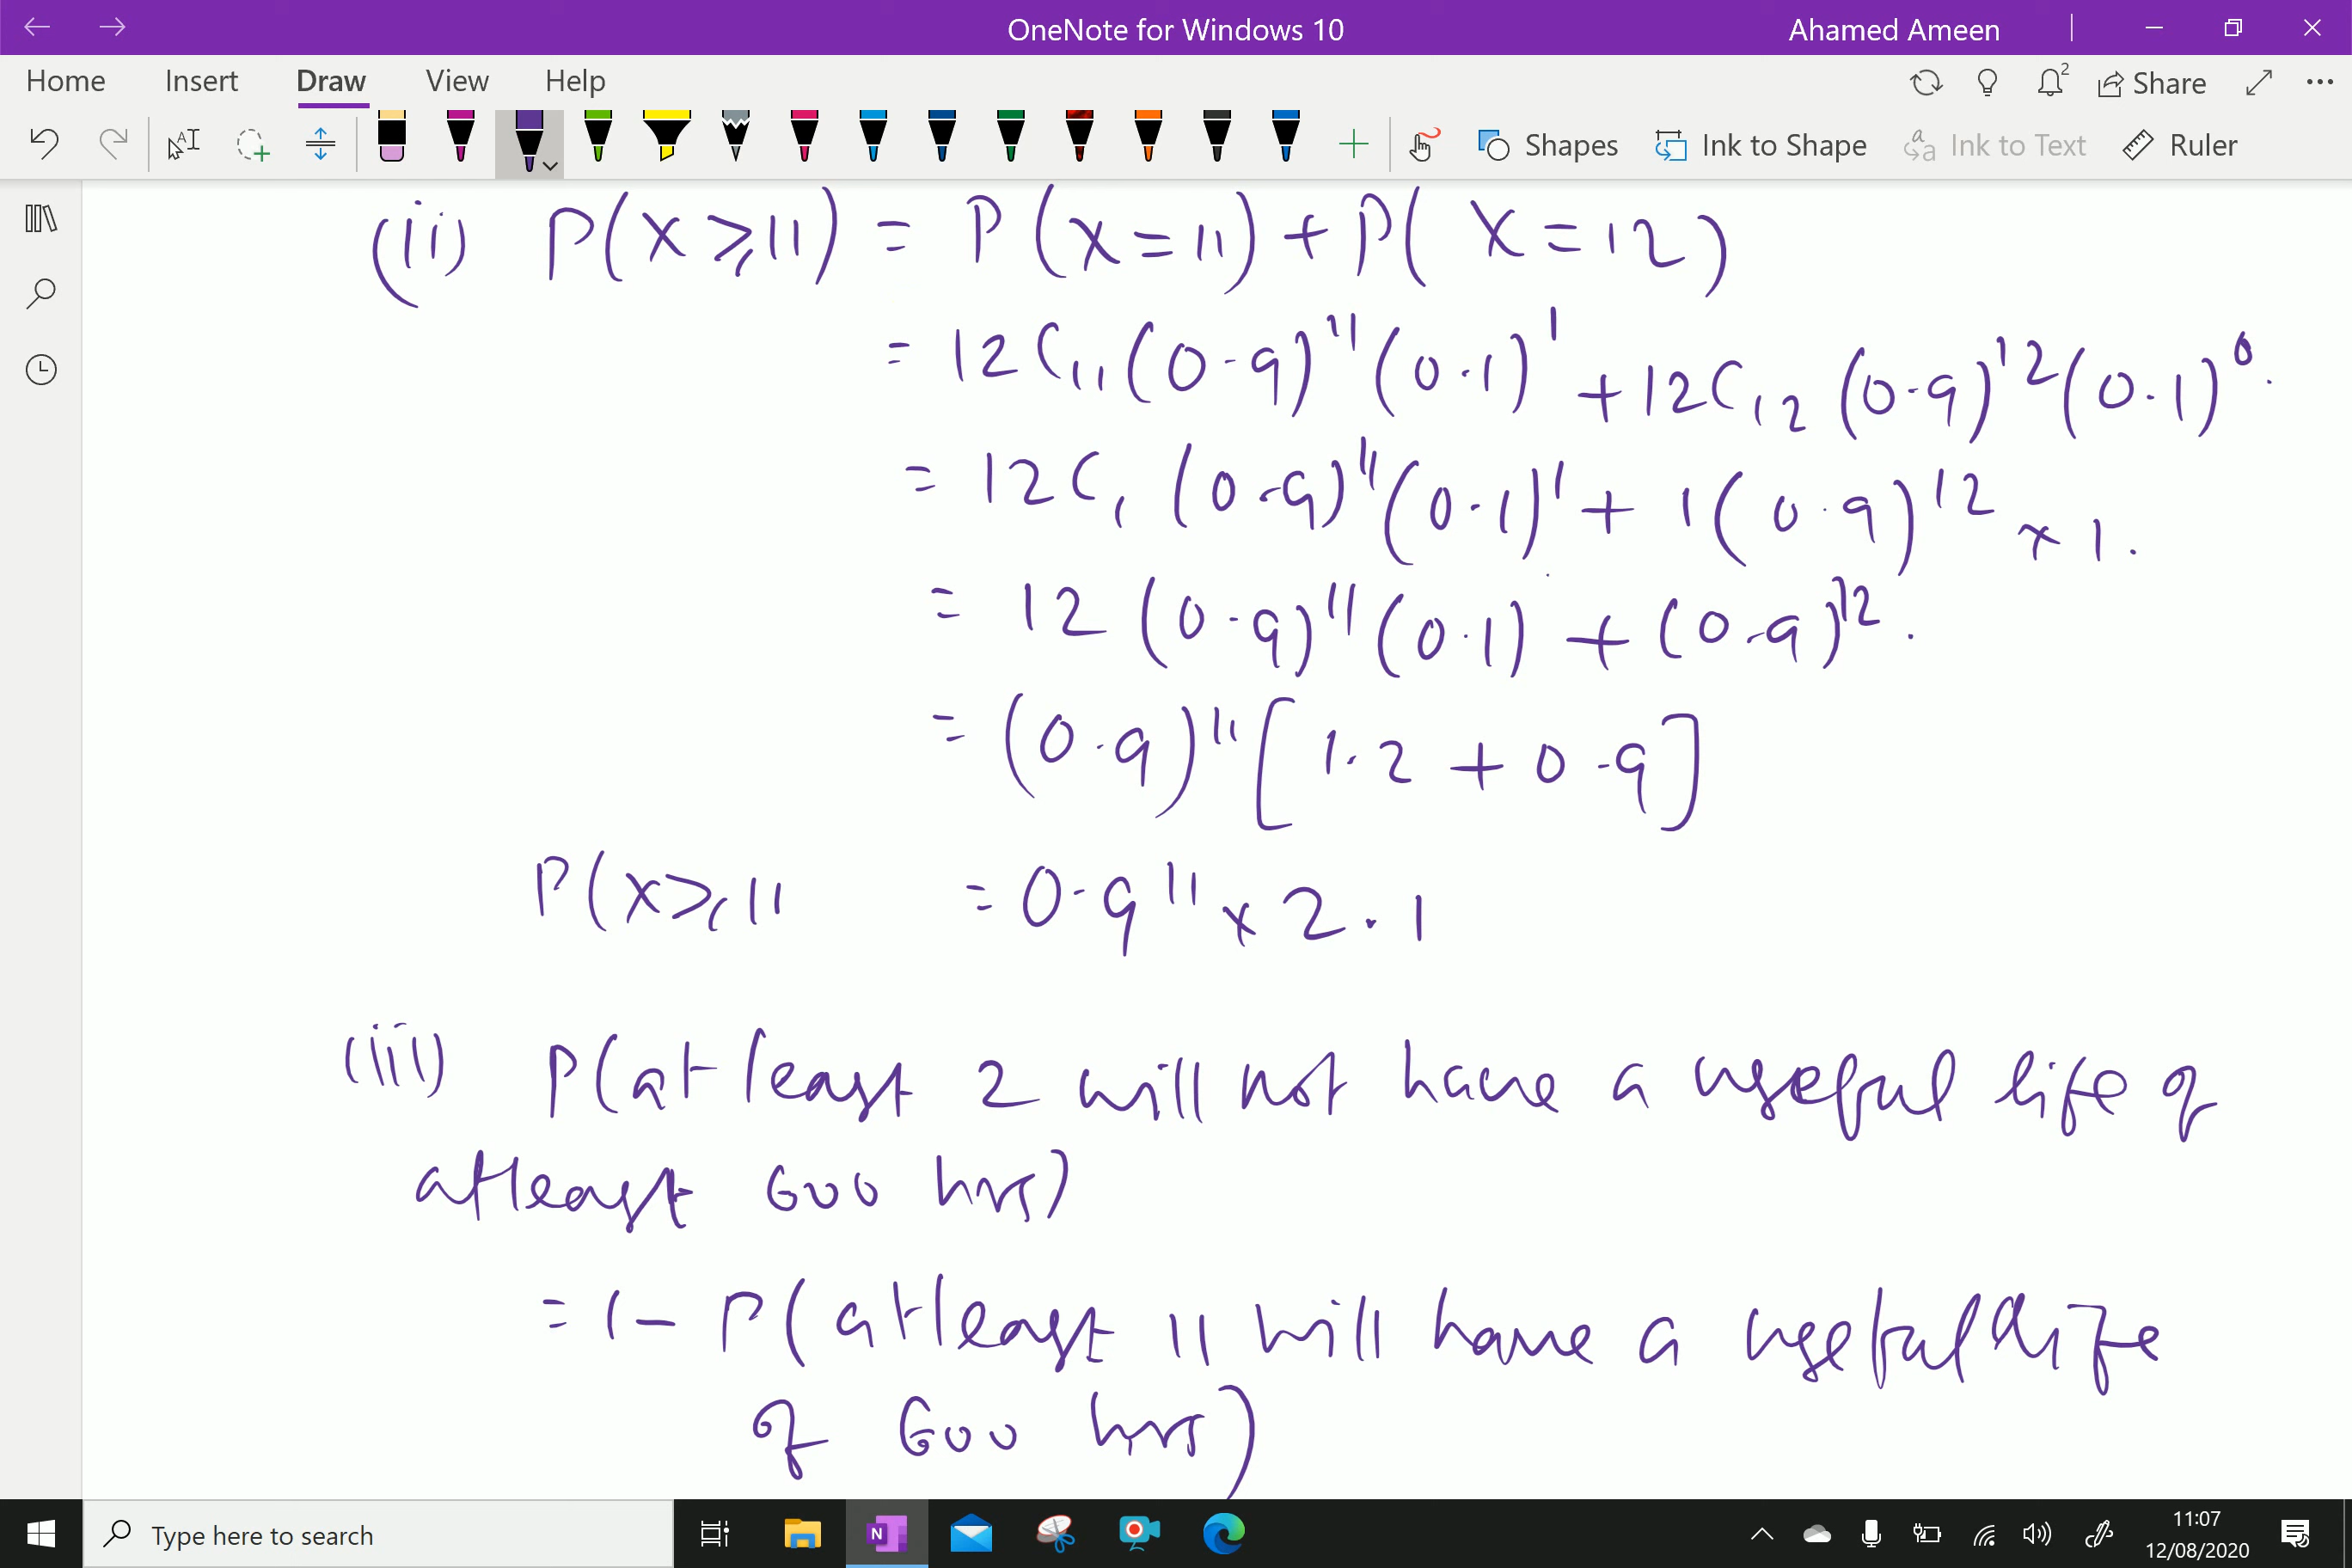 OneNote for Windows 10
Ahamed Ameen
Home Insert Draw View Help
2 Share
Shapes Ink to Shape Ink to Text Ruler
(ii) P(X ≥ 11) = P(X = 11) + P(X = 12)
= 12C₁₁ (0.9)¹¹ (0.1)¹ + 12C₁₂ (0.9)¹² (0.1)⁰.
= 12C₁ (0.9)¹¹ (0.1)¹ + 1(0.9)¹² × 1.
= 12 (0.9)¹¹ (0.1) + (0.9)¹².
= (0.9)¹¹ [1.2 + 0.9]
P(X ≥ 11 = 0.9¹¹ × 2.1
(iii) P(at least 2 will not have a useful life of
atleast 600 hrs)
= 1 - P(atleast 11 will have a useful life
of 600 hrs)
Type here to search
11:07
12/08/2020